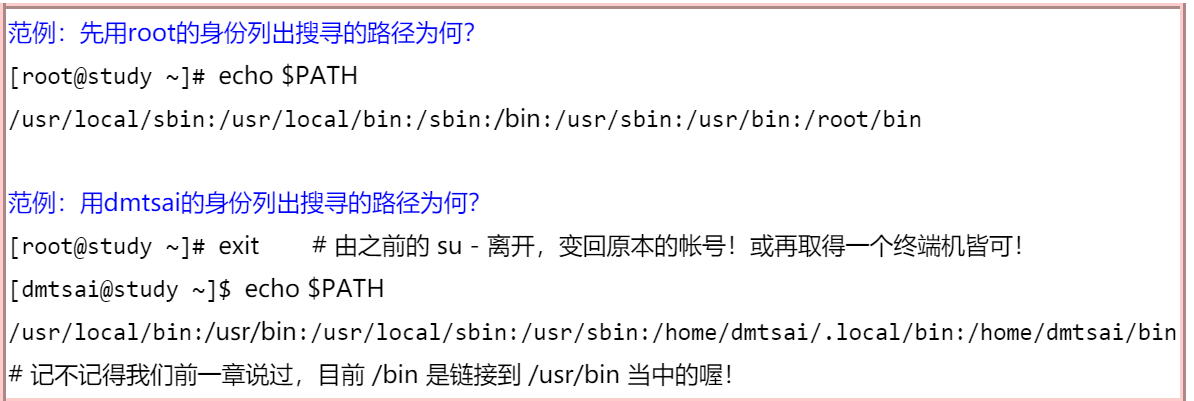 范例：先用root的身份列出搜寻的路径为何？
[root@study ~]# echo $PATH
/usr/local/sbin:/usr/local/bin:/sbin:/bin:/usr/sbin:/usr/bin:/root/bin
范例：用dmtsai的身份列出搜寻的路径为何？
[root@study ~]# exit # 由之前的 su - 离开，变回原本的帐号！或再取得一个终端机皆可！
[dmtsai@study ~]$ echo $PATH
/usr/local/bin:/usr/bin:/usr/local/sbin:/usr/sbin:/home/dmtsai/.local/bin:/home/dmtsai/bin
# 记不记得我们前一章说过，目前 /bin 是链接到 /usr/bin 当中的喔！